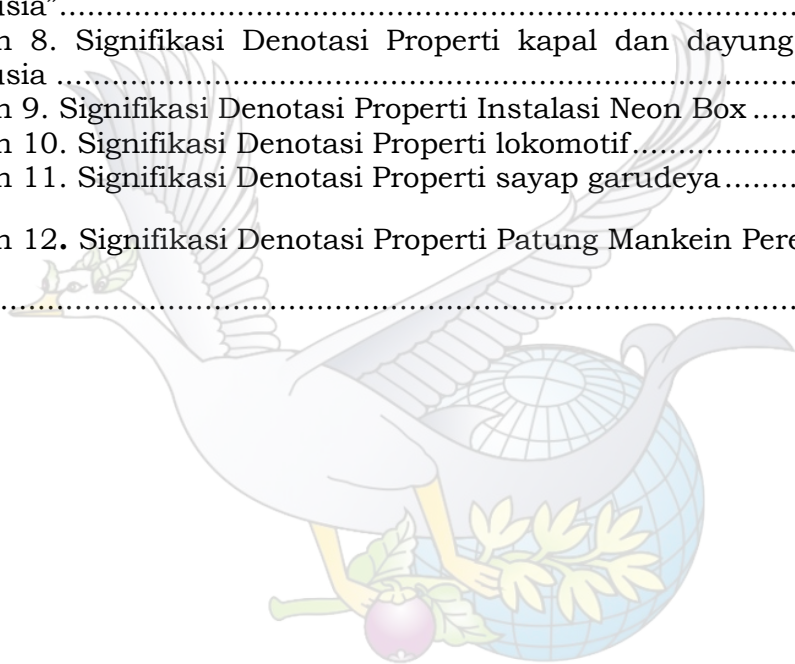 usia”.....................................................................................
n 8. Signifikasi Denotasi Properti kapal dan dayung
usia .....................................................................................
n 9. Signifikasi Denotasi Properti Instalasi Neon Box .....
n 10. Signifikasi Denotasi Properti lokomotif....................
n 11. Signifikasi Denotasi Properti sayap garudeya.........
n 12. Signifikasi Denotasi Properti Patung Mankein Pere
...........................................................................................